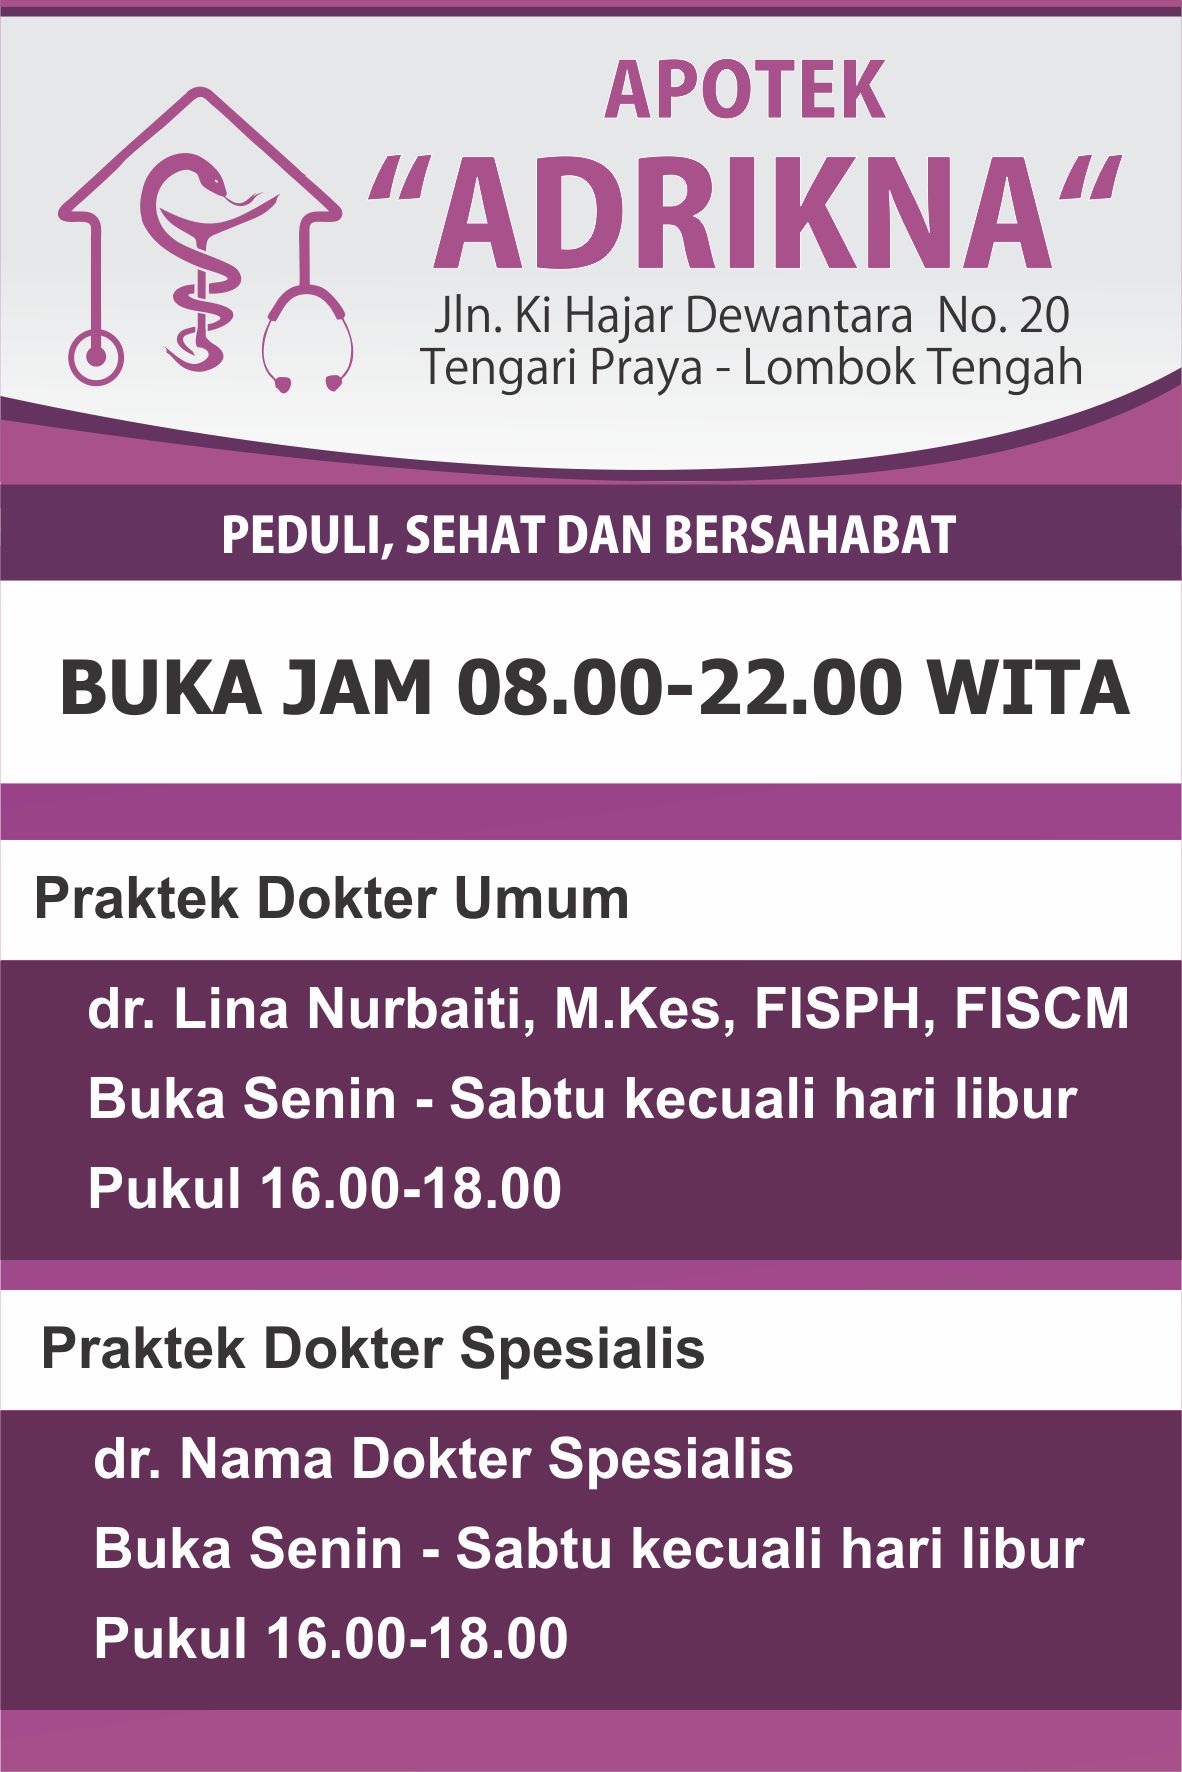 APOTEK
“ADRIKNA“
Jln. Ki Hajar Dewantara No. 20
Tengari Praya - Lombok Tengah
PEDULI, SEHAT DAN BERSAHABAT
BUKA JAM 08.00-22.00 WITA
Praktek Dokter Umum
dr. Lina Nurbaiti, M.Kes, FISPH, FISCM
Buka Senin - Sabtu kecuali hari libur
Pukul 16.00-18.00
Praktek Dokter Spesialis
dr. Nama Dokter Spesialis
Buka Senin - Sabtu kecuali hari libur
Pukul 16.00-18.00